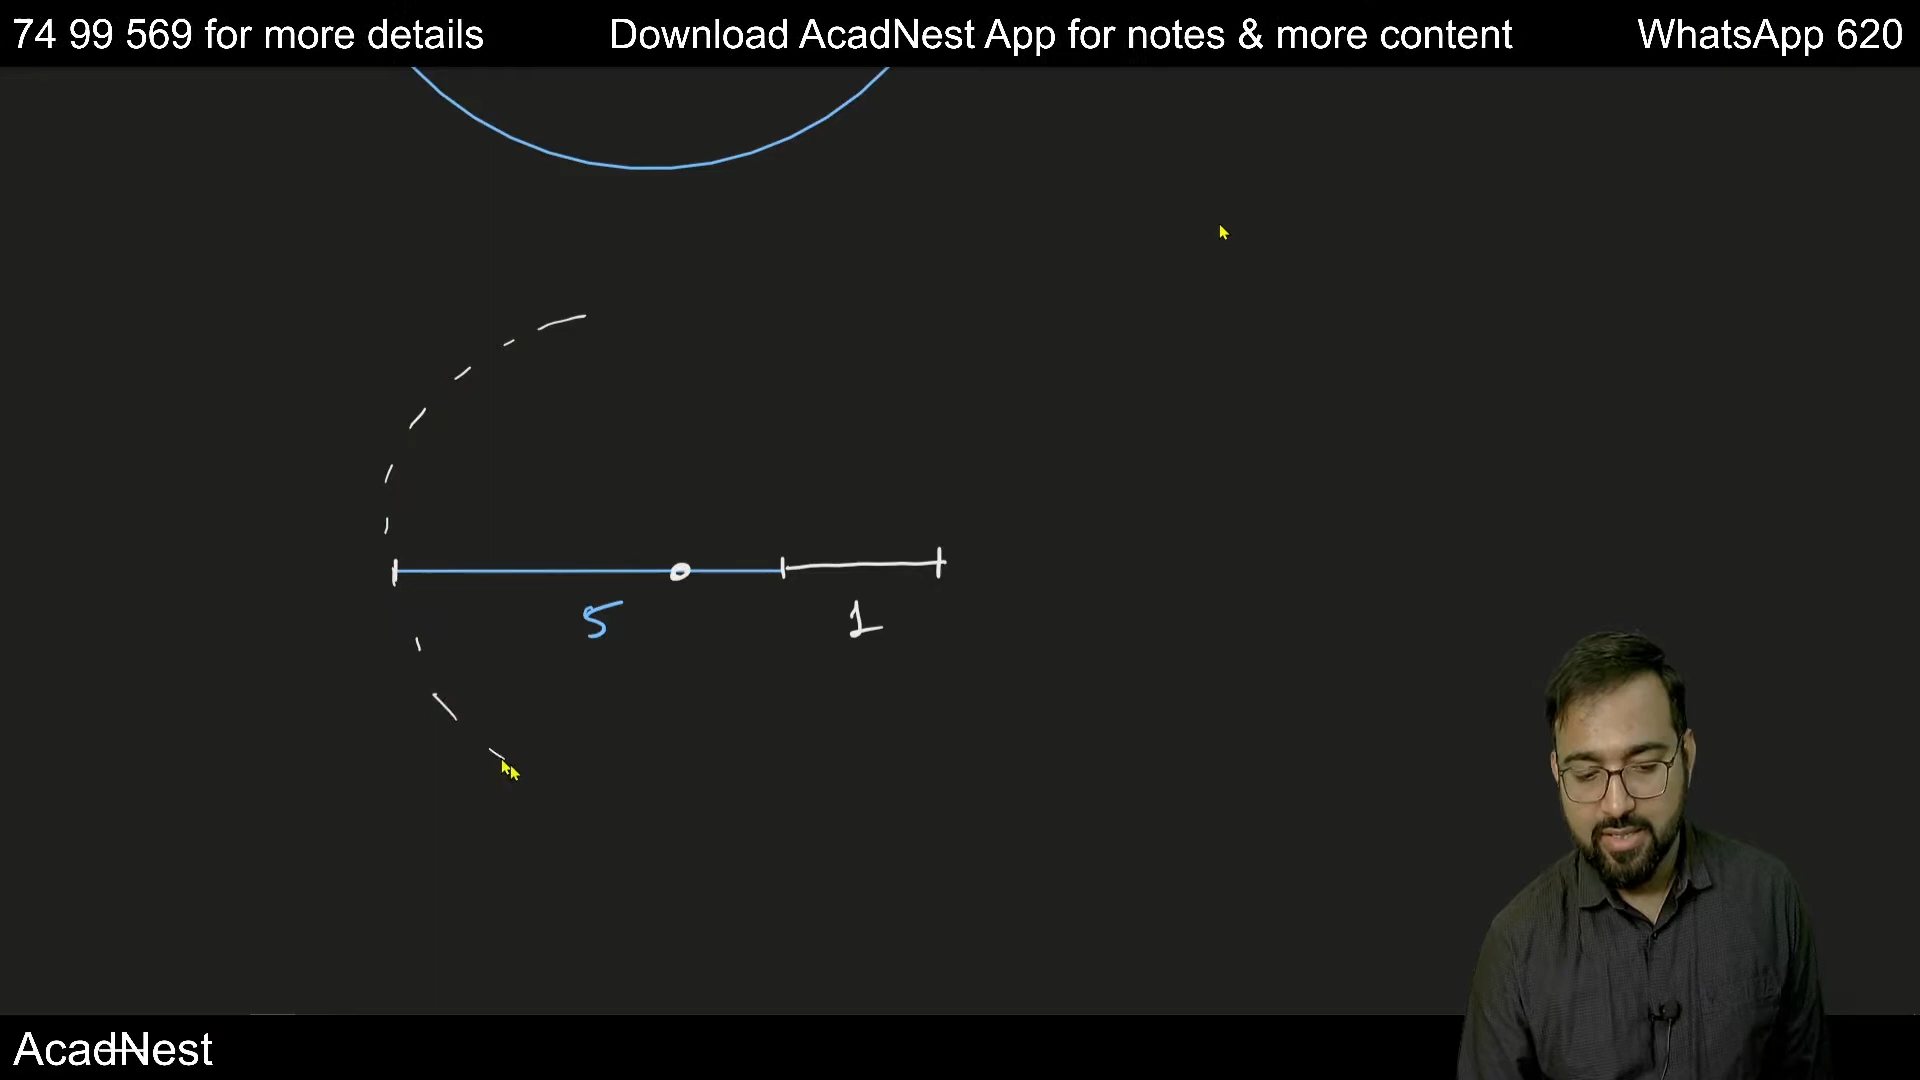 74 99 569 for more details Download AcadNest App for notes & more content WhatsApp 620
5 1
AcadNest